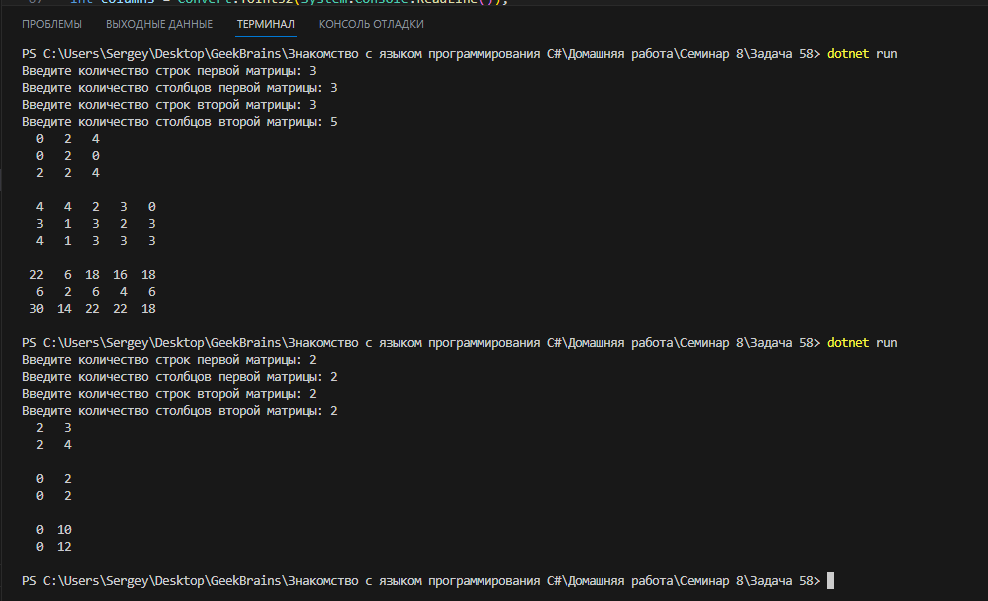 int columns = Convert.ToInt32(System.Console.ReadLine());
ПРОБЛЕМЫ ВЫХОДНЫЕ ДАННЫЕ ТЕРМИНАЛ КОНСОЛЬ ОТЛАДКИ
PS C:\Users\Sergey\Desktop\GeekBrains\Знакомство с языком программирования C#\Домашняя работа\Семинар 8\Задача 58> dotnet run
Введите количество строк первой матрицы: 3
Введите количество столбцов первой матрицы: 3
Введите количество строк второй матрицы: 3
Введите количество столбцов второй матрицы: 5
0 2 4
0 2 0
2 2 4
4 4 2 3 0
3 1 3 2 3
4 1 3 3 3
22 6 18 16 18
6 2 6 4 6
30 14 22 22 18
PS C:\Users\Sergey\Desktop\GeekBrains\Знакомство с языком программирования C#\Домашняя работа\Семинар 8\Задача 58> dotnet run
Введите количество строк первой матрицы: 2
Введите количество столбцов первой матрицы: 2
Введите количество строк второй матрицы: 2
Введите количество столбцов второй матрицы: 2
2 3
2 4
0 2
0 2
0 10
0 12
PS C:\Users\Sergey\Desktop\GeekBrains\Знакомство с языком программирования C#\Домашняя работа\Семинар 8\Задача 58>